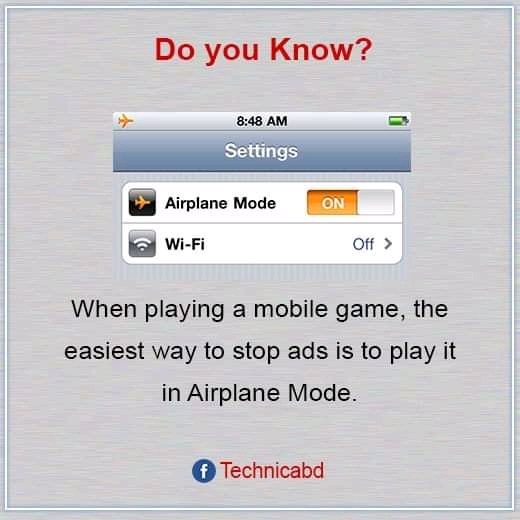 Do you Know?
8:48 AM
Settings
Airplane Mode ON
Wi-Fi Off
When playing a mobile game, the
easiest way to stop ads is to play it
in Airplane Mode.
f Technicabd